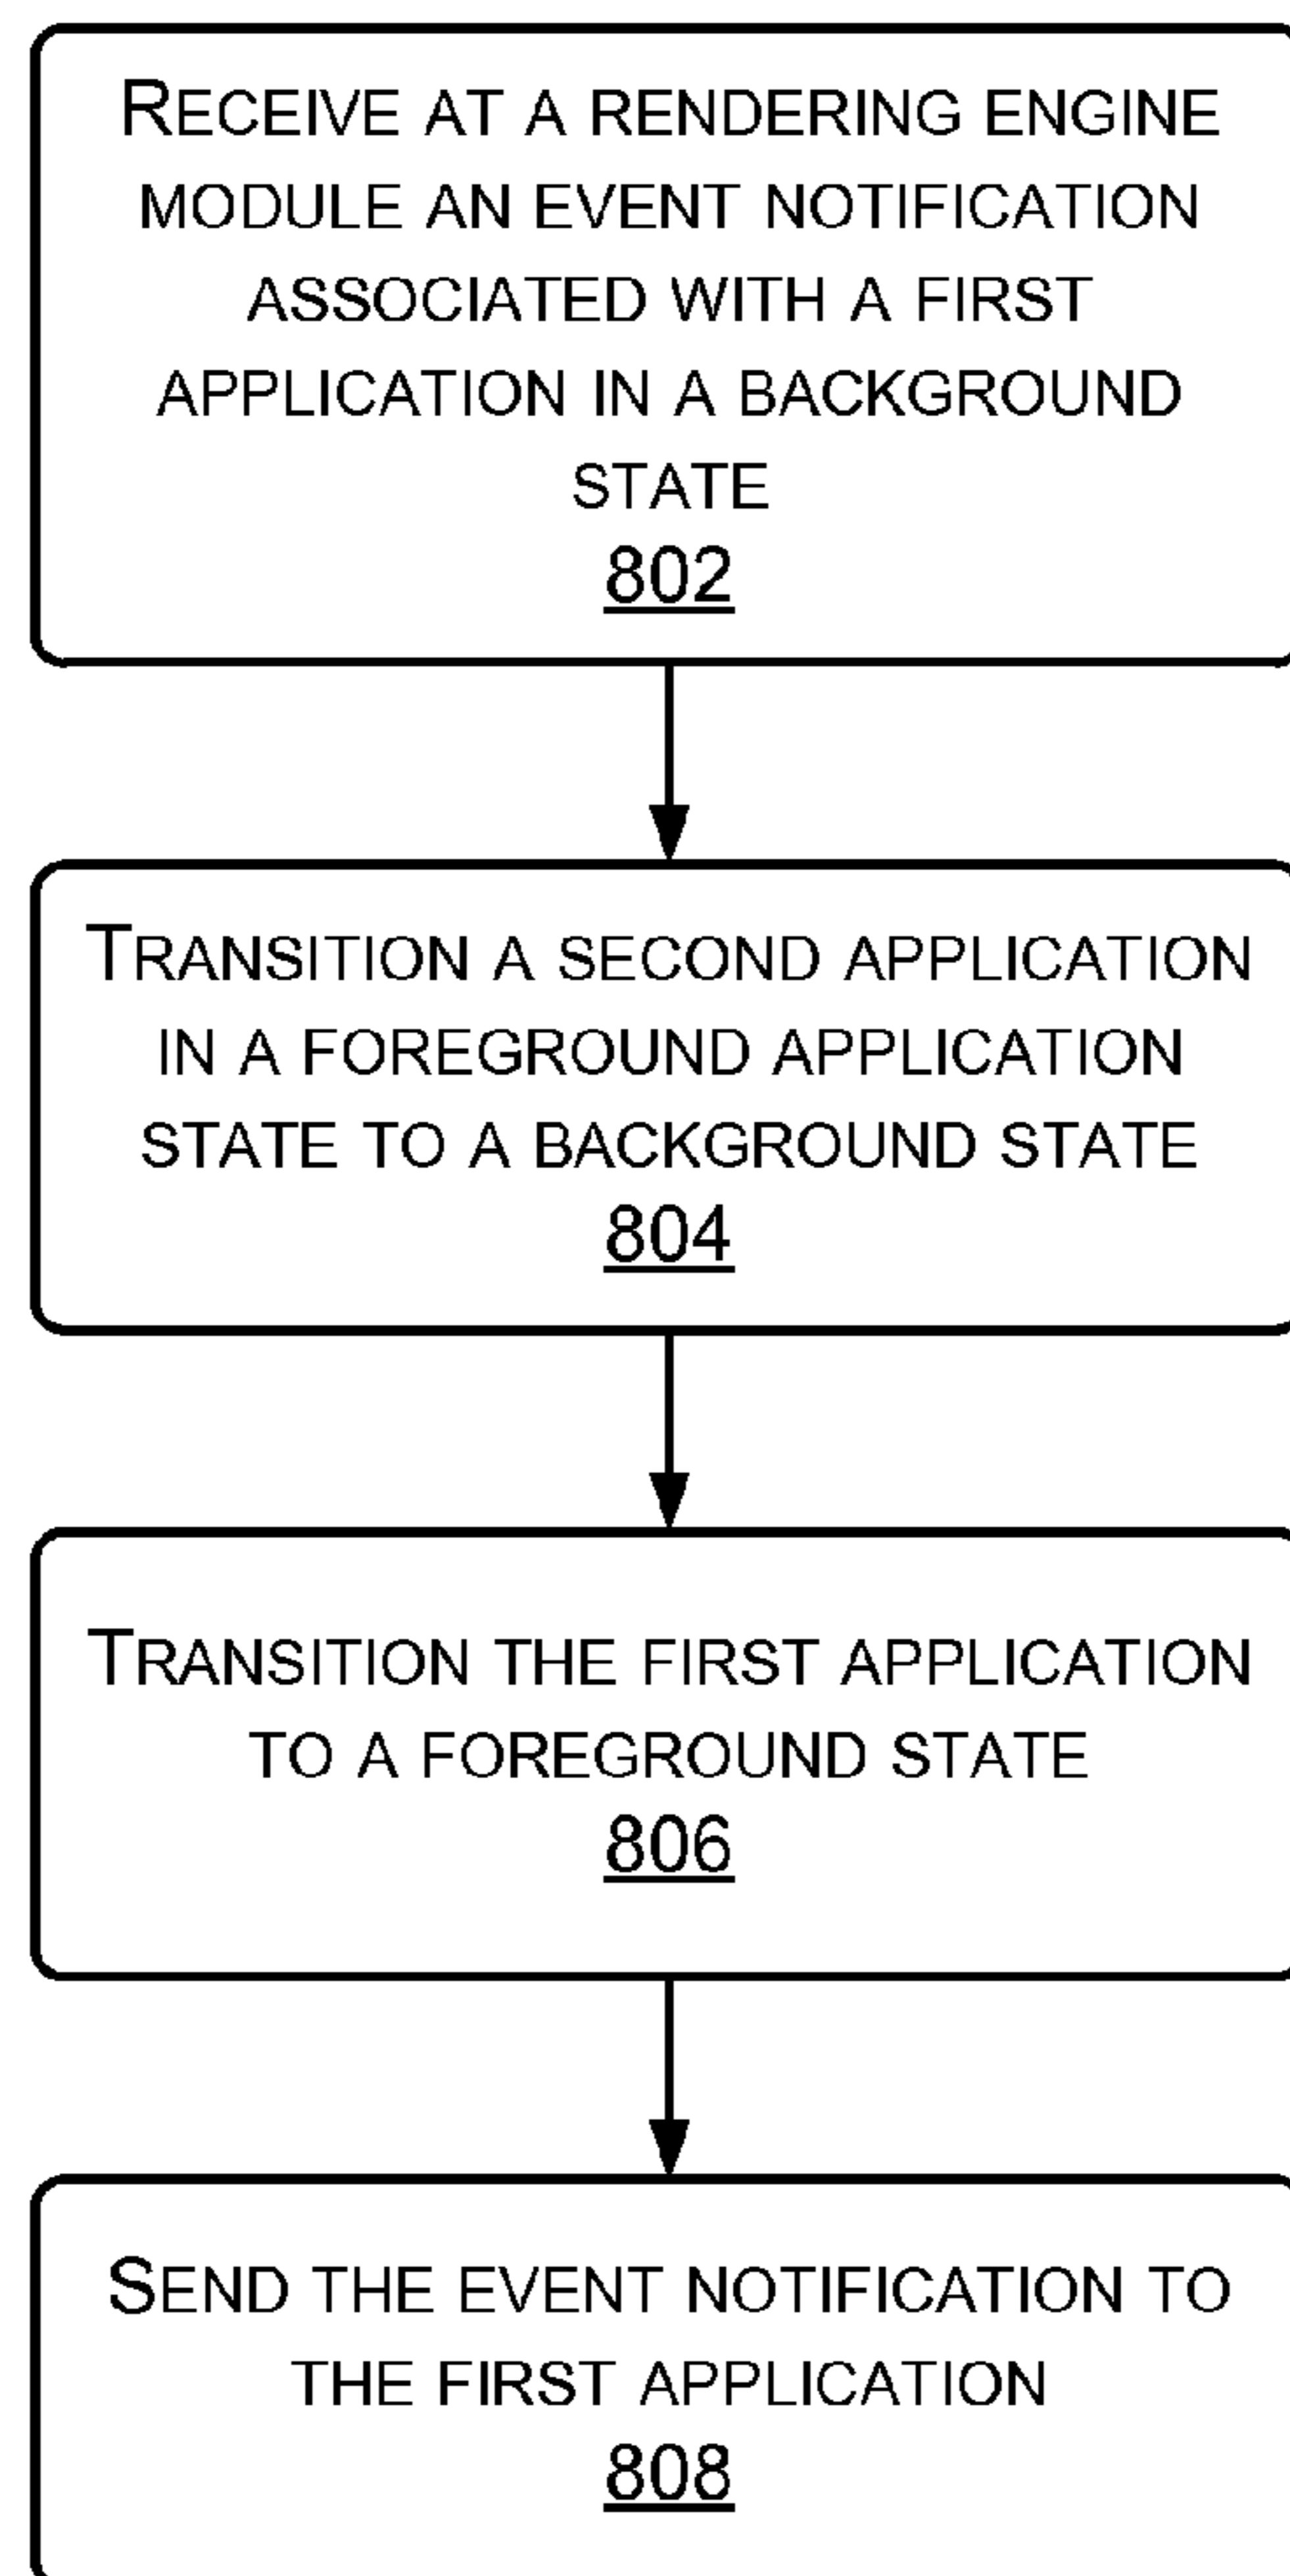 RECEIVE AT A RENDERING ENGINE
MODULE AN EVENT NOTIFICATION
ASSOCIATED WITH A FIRST
APPLICATION IN A BACKGROUND
STATE
802
TRANSITION A SECOND APPLICATION
IN A FOREGROUND APPLICATION
STATE TO A BACKGROUND STATE
804
TRANSITION THE FIRST APPLICATION
TO A FOREGROUND STATE
806
SEND THE EVENT NOTIFICATION TO
THE FIRST APPLICATION
808